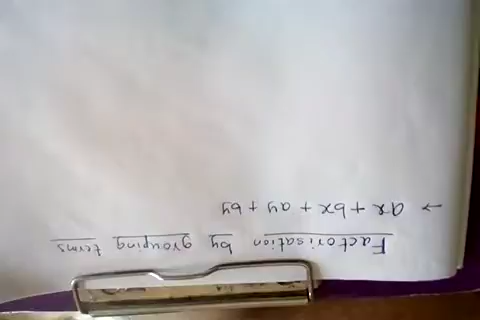 Factorisation by grouping terms
→ ax + bx + ay + by